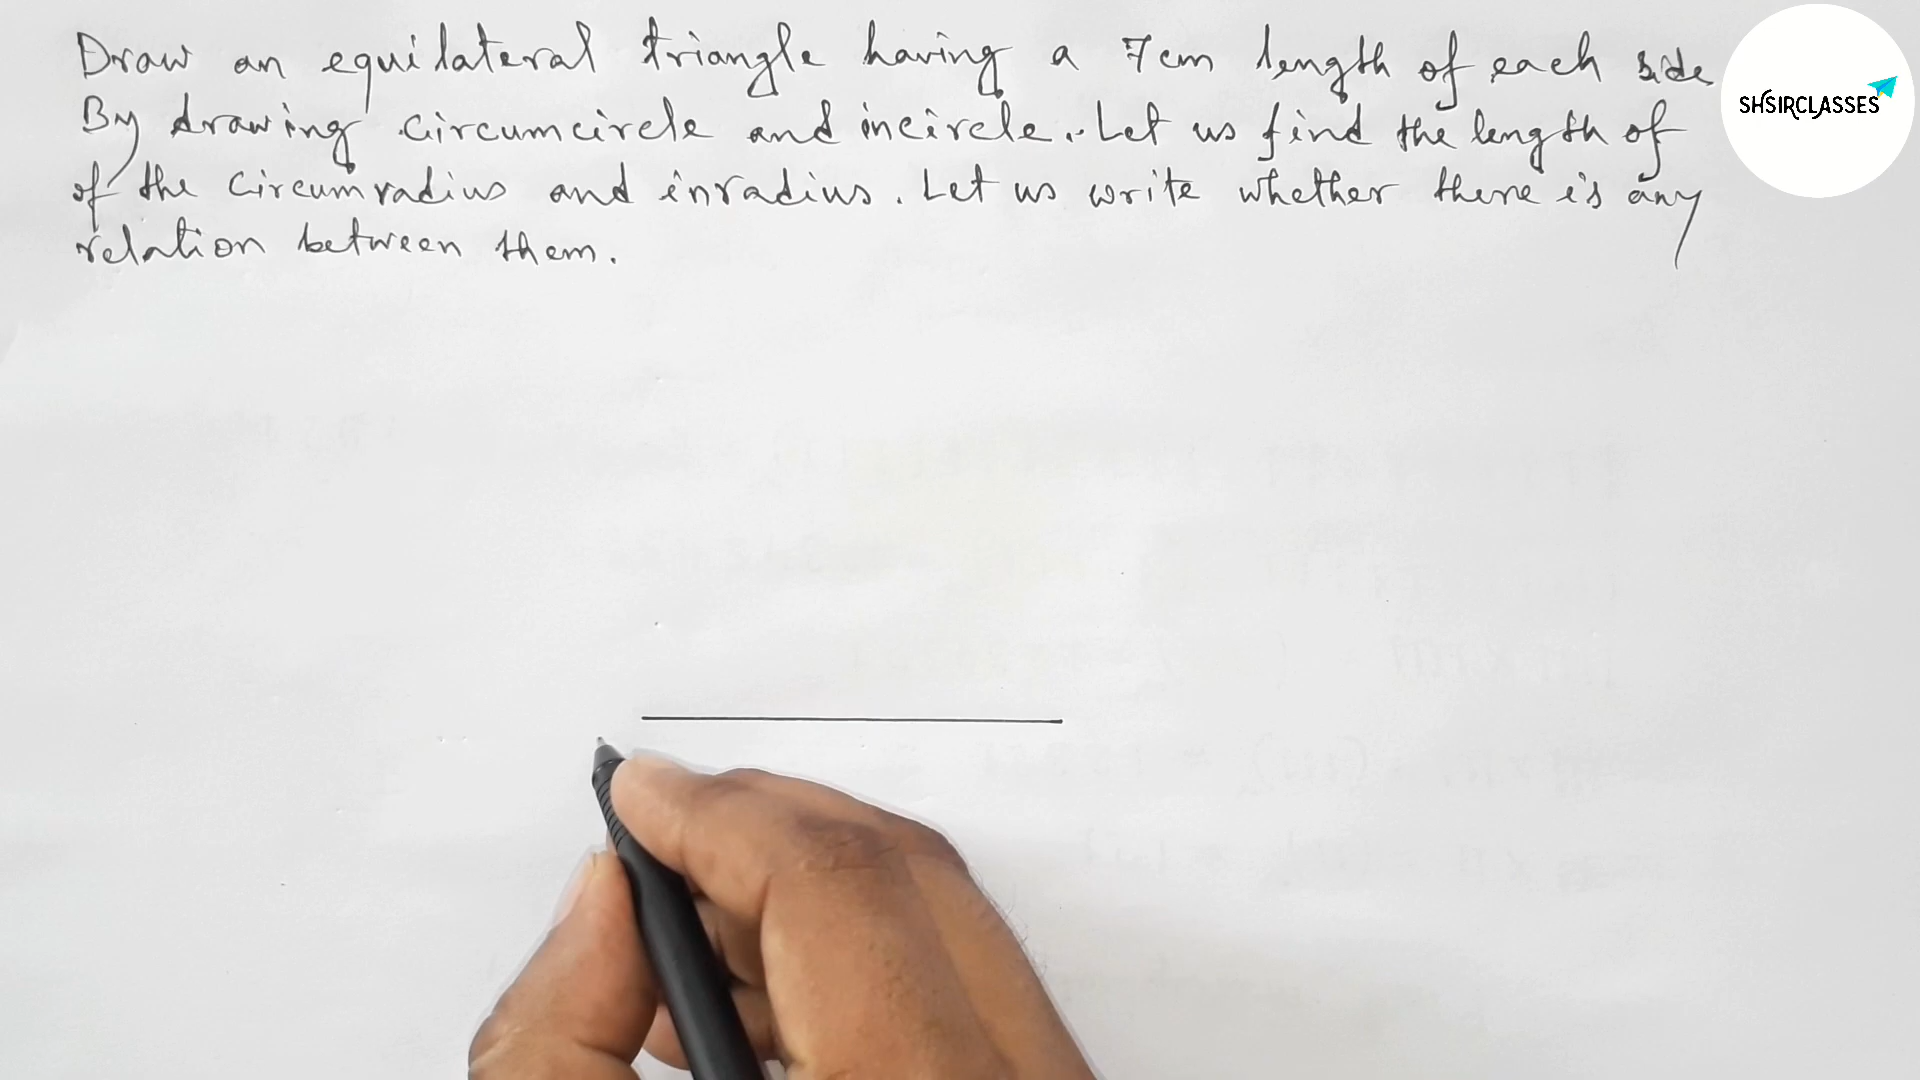 Draw an equilateral triangle having a 7cm length of each side
By drawing circumcircle and incircle. Let us find the length of
of the circumradius and inradius. Let us write whether there is any
relation between them.
SHSIRCLASSES